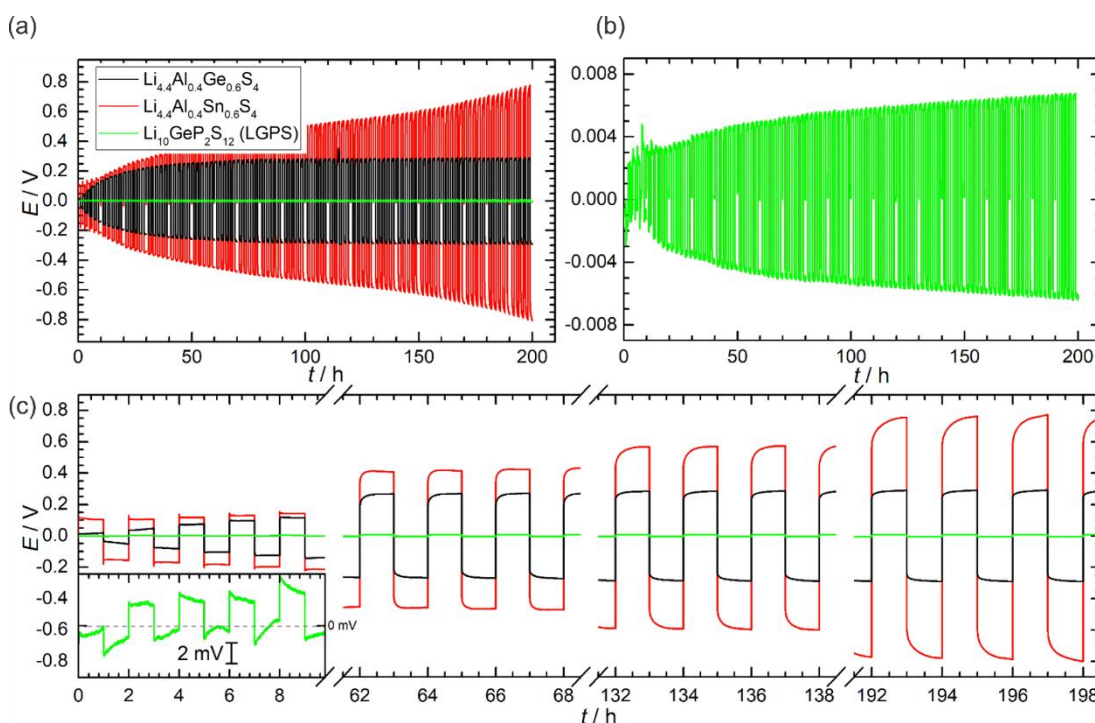 (a)
(b)
0.8
0.6
0.4
0.2
0.0
-0.2
-0.4
-0.6
-0.8
E / V
Li4.4Al0.4Ge0.6S4
Li4.4Al0.4Sn0.6S4
Li10GeP2S12 (LGPS)
0 50 100 150 200
t / h
0.008
0.004
0.000
-0.004
-0.008
0 50 100 150 200
t / h
(c)
0.8
0.6
0.4
0.2
0.0
-0.2
-0.4
-0.6
-0.8
E / V
0 mV
2 mV
0 2 4 6 8 62 64 66 68 132 134 136 138 192 194 196 198
t / h